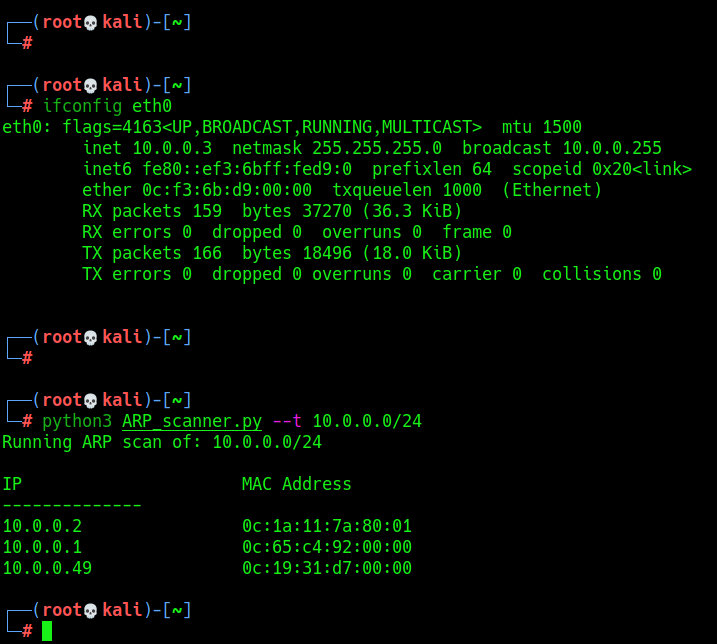 ┌──(root💀kali)-[~]
└─#
┌──(root💀kali)-[~]
└─# ifconfig eth0
eth0: flags=4163<UP,BROADCAST,RUNNING,MULTICAST>  mtu 1500
        inet 10.0.0.3  netmask 255.255.255.0  broadcast 10.0.0.255
        inet6 fe80::ef3:6bff:fed9:0  prefixlen 64  scopeid 0x20<link>
        ether 0c:f3:6b:d9:00:00  txqueuelen 1000  (Ethernet)
        RX packets 159  bytes 37270 (36.3 KiB)
        RX errors 0  dropped 0  overruns 0  frame 0
        TX packets 166  bytes 18496 (18.0 KiB)
        TX errors 0  dropped 0 overruns 0  carrier 0  collisions 0
┌──(root💀kali)-[~]
└─#
┌──(root💀kali)-[~]
└─# python3 ARP_scanner.py --t 10.0.0.0/24
Running ARP scan of: 10.0.0.0/24
IP                      MAC Address
--------------
10.0.0.2                0c:1a:11:7a:80:01
10.0.0.1                0c:65:c4:92:00:00
10.0.0.49               0c:19:31:d7:00:00
┌──(root💀kali)-[~]
└─#